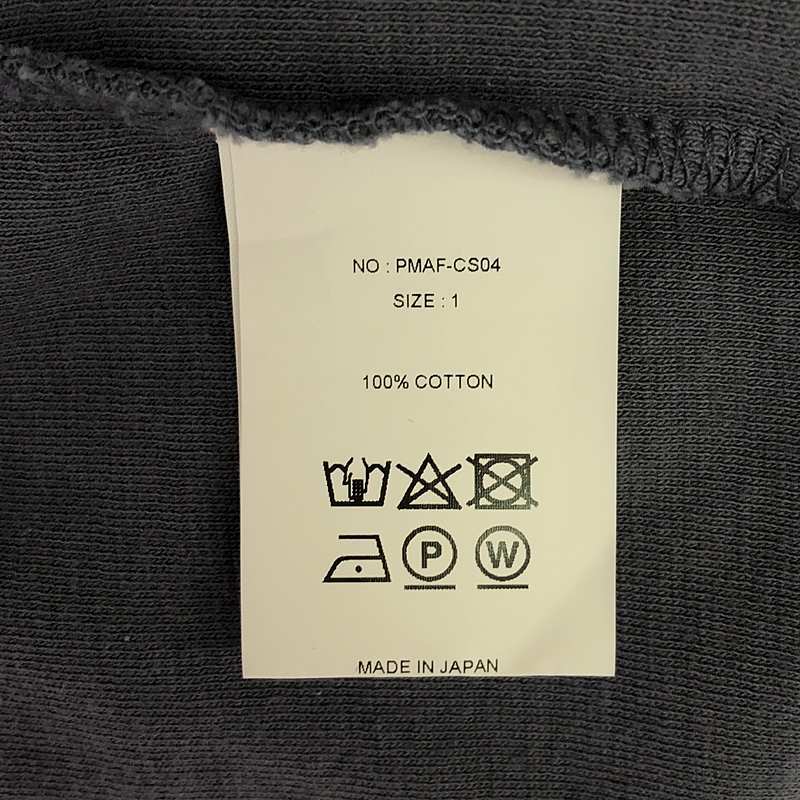 NO : PMAF-CS04
SIZE : 1
100% COTTON
P W
MADE IN JAPAN